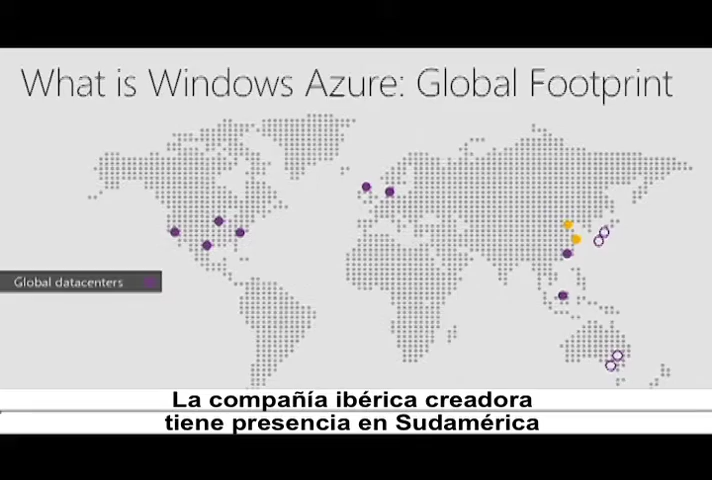 What is Windows Azure: Global Footprint
Global datacenters
La compañía ibérica creadora
tiene presencia en Sudamérica